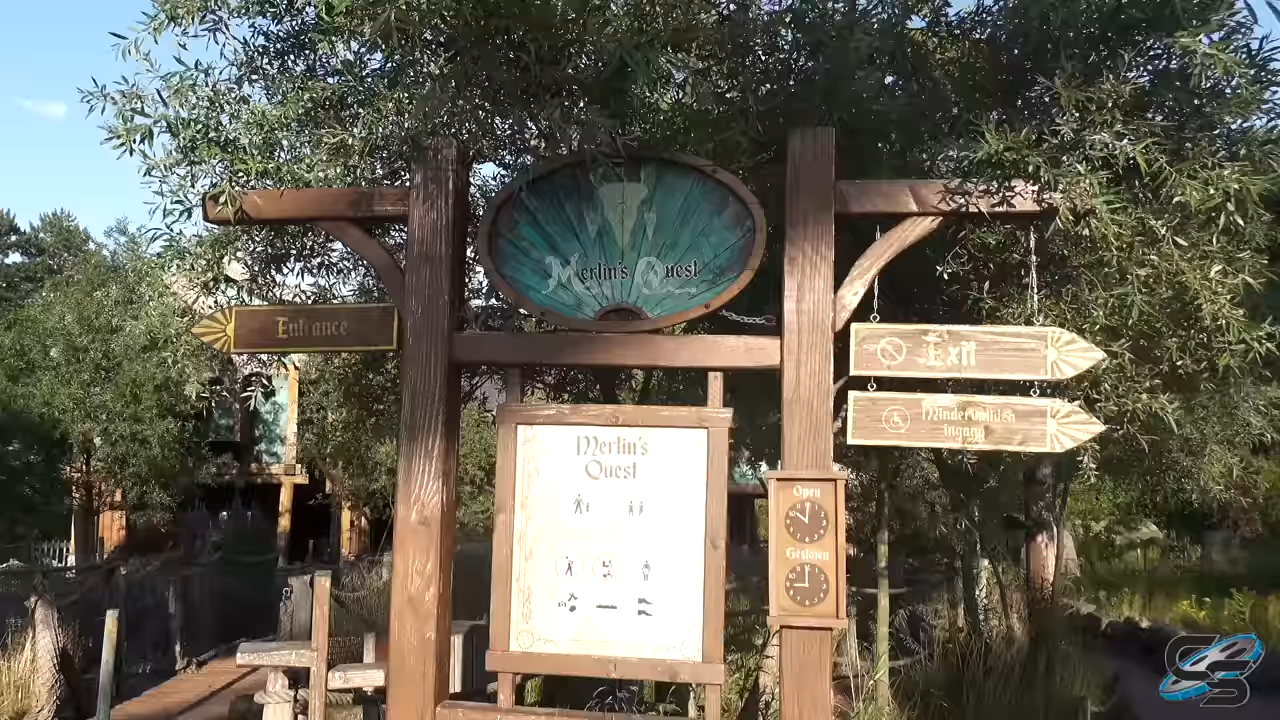 Merlin's Quest
Entrance
Exit
Mindervaliden
ingang
Merlin's
Quest
Open
Gesloten